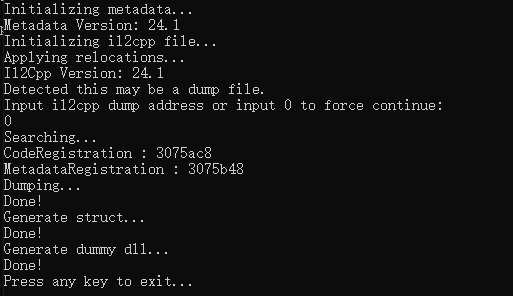 Initializing metadata...
Metadata Version: 24.1
Initializing il2cpp file...
Applying relocations...
Il2Cpp Version: 24.1
Detected this may be a dump file.
Input il2cpp dump address or input 0 to force continue:
0
Searching...
CodeRegistration : 3075ac8
MetadataRegistration : 3075b48
Dumping...
Done!
Generate struct...
Done!
Generate dummy dll...
Done!
Press any key to exit...